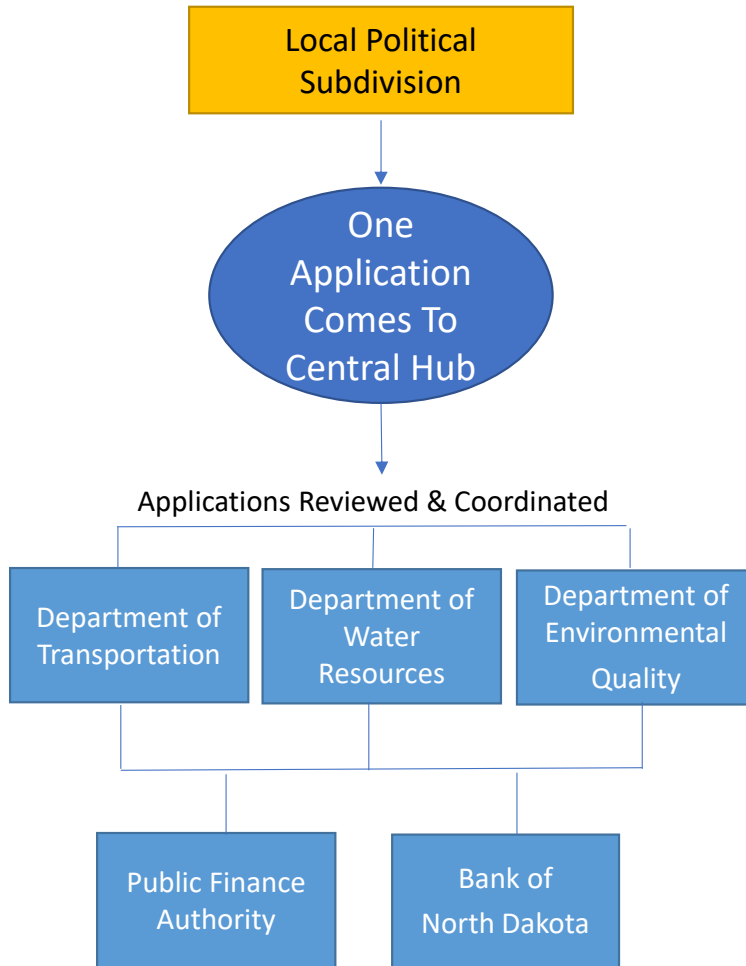 Local Political
Subdivision
One
Application
Comes To
Central Hub
Applications Reviewed & Coordinated
Department of
Transportation
Department of
Water
Resources
Department of
Environmental
Quality
Public Finance
Authority
Bank of
North Dakota